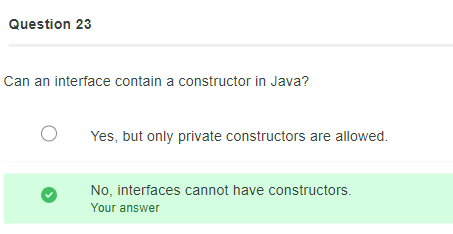 Question 23
Can an interface contain a constructor in Java?
Yes, but only private constructors are allowed.
No, interfaces cannot have constructors.
Your answer